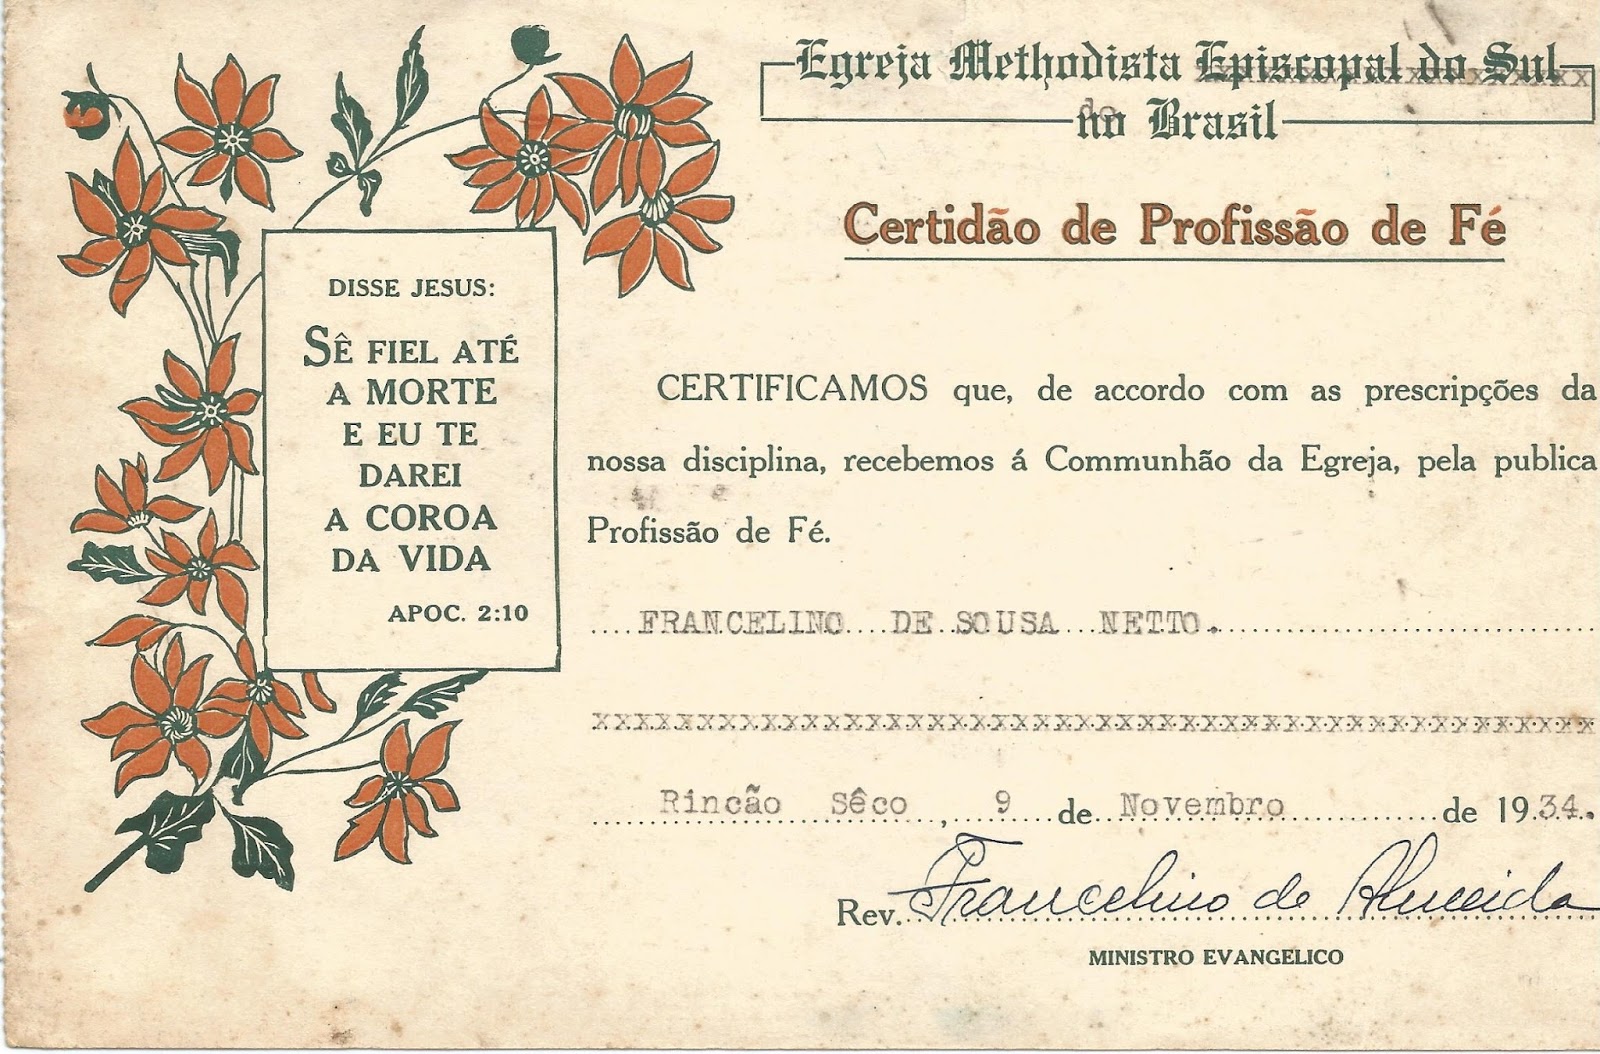 Egreja Methodista Episcopal do Sul
do
no Brasil
Certidão de Profissão de Fé
DISSE JESUS:
SÊ FIEL ATÉ
A MORTE
E EU TE
DAREI
A COROA
DA VIDA
APOC. 2:10
CERTIFICAMOS que, de accordo com as prescripções da
nossa disciplina, recebemos á Communhão da Egreja, pela publica
Profissão de Fé.
FRANCELINO DE SOUSA NETTO.
xxxxxxxxxxxxxxxxxxxxxxxxxxxxxxxxxxxxxxxxxxxxxxxx
Rincão Sêco, 9 de Novembro de 1934.
Rev. Francelino de Almeida
MINISTRO EVANGELICO